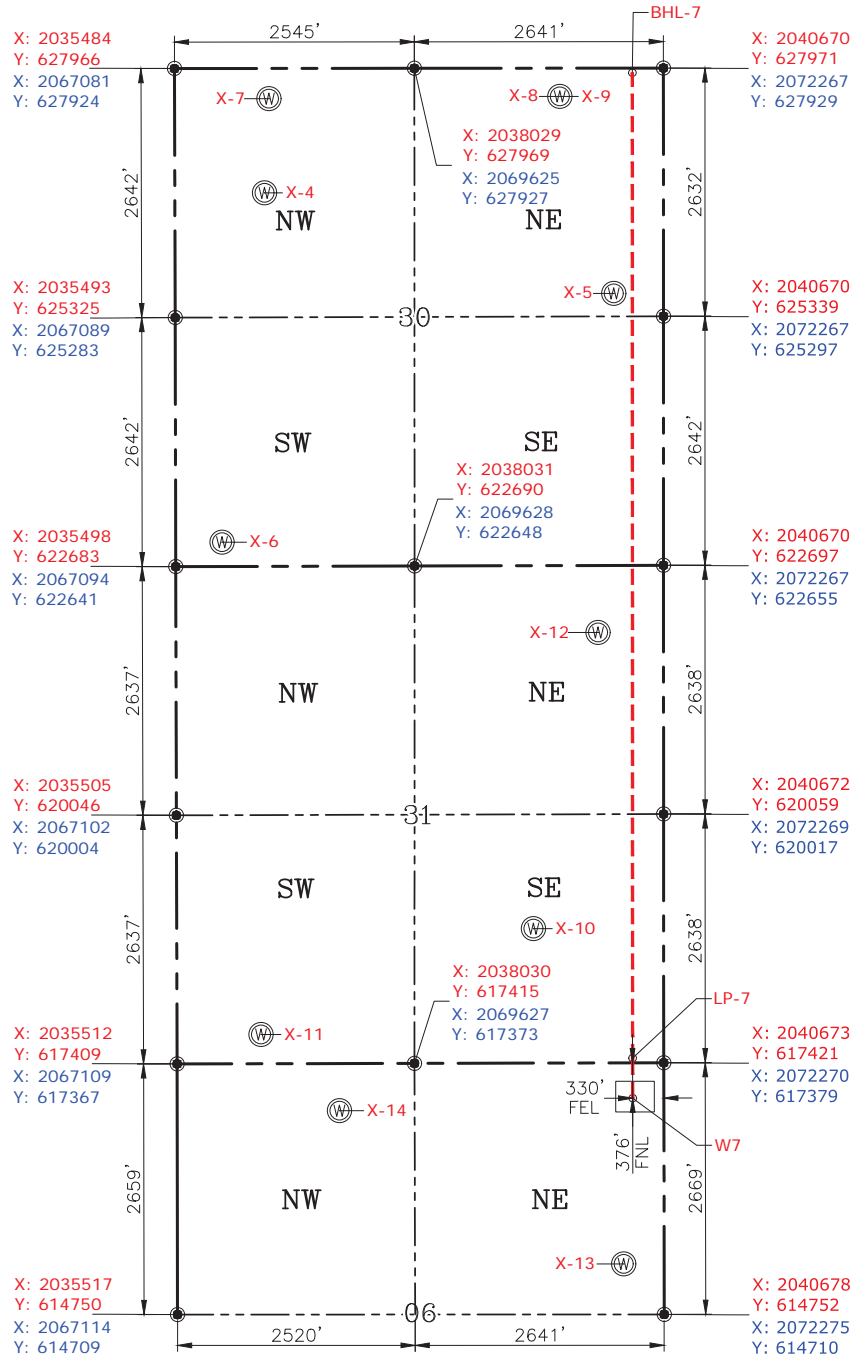 BHL-7
2545'
2641'
X: 2035484
Y: 627966
X: 2067081
Y: 627924
X: 2040670
Y: 627971
X: 2072267
Y: 627929
X-7
X-8
X-9
X: 2038029
Y: 627969
X: 2069625
Y: 627927
2642'
2632'
X-4
NW
NE
X-5
X: 2035493
Y: 625325
X: 2067089
Y: 625283
30
X: 2040670
Y: 625339
X: 2072267
Y: 625297
2642'
2642'
SW
SE
X: 2038031
Y: 622690
X: 2069628
Y: 622648
X-6
X: 2035498
Y: 622683
X: 2067094
Y: 622641
X: 2040670
Y: 622697
X: 2072267
Y: 622655
X-12
2637'
2638'
NW
NE
X: 2035505
Y: 620046
X: 2067102
Y: 620004
31
X: 2040672
Y: 620059
X: 2072269
Y: 620017
SW
SE
2637'
2638'
X-10
X: 2038030
Y: 617415
X: 2069627
Y: 617373
LP-7
X-11
X: 2035512
Y: 617409
X: 2067109
Y: 617367
X: 2040673
Y: 617421
X: 2072270
Y: 617379
330'
FEL
X-14
376'
FNL
W7
2659'
2669'
NW
NE
X-13
X: 2035517
Y: 614750
X: 2067114
Y: 614709
06
X: 2040678
Y: 614752
X: 2072275
Y: 614710
2520'
2641'
W
W
W
W
W
W
W
W
W
W